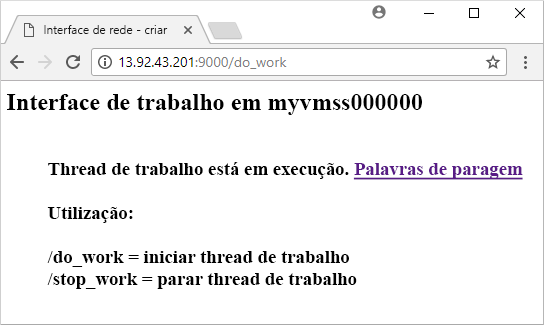 Interface de rede - criar
13.92.43.201:9000/do_work
Interface de trabalho em myvmss000000
Thread de trabalho está em execução. Palavras de paragem
Utilização:
/do_work = iniciar thread de trabalho
/stop_work = parar thread de trabalho